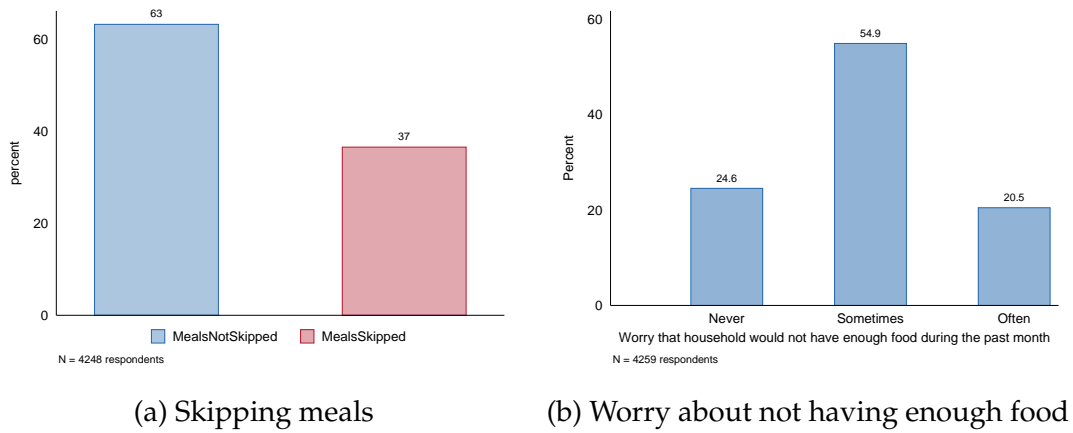 63
60
37
40
percent
20
0
MealsNotSkipped MealsSkipped
N = 4248 respondents
(a) Skipping meals
60
54.9
40
Percent
24.6
20.5
20
0
Never Sometimes Often
Worry that household would not have enough food during the past month
N = 4259 respondents
(b) Worry about not having enough food